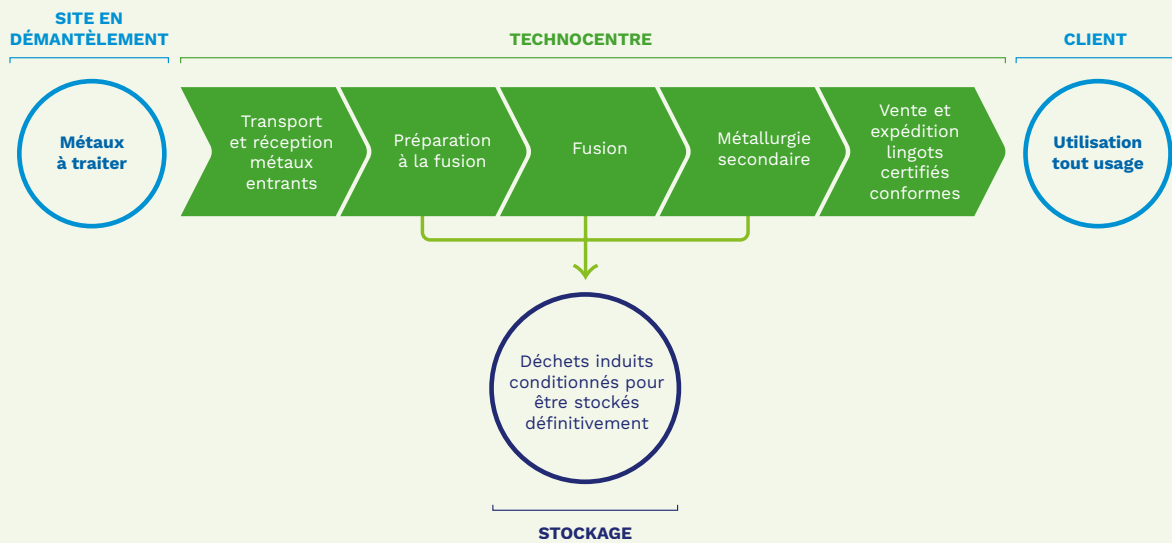 SITE EN
DÉMANTÈLEMENT
TECHNOCENTRE
CLIENT
Métaux
à traiter
Transport
et réception
métaux
entrants
Préparation
à la fusion
Fusion
Métallurgie
secondaire
Vente et
expédition
lingots
certifiés
conformes
Utilisation
tout usage
Déchets induits
conditionnés pour
être stockés
définitivement
STOCKAGE